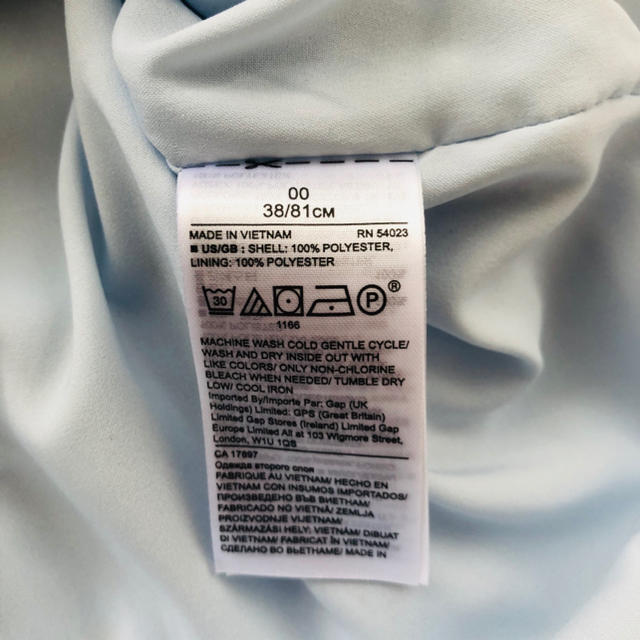 00
38/81CM
MADE IN VIETNAM RN 54023
US/GB : SHELL: 100% POLYESTER,
LINING: 100% POLYESTER
30 P ®
1166
MACHINE WASH COLD GENTLE CYCLE/
WASH AND DRY INSIDE OUT WITH
LIKE COLORS/ ONLY NON-CHLORINE
BLEACH WHEN NEEDED/ TUMBLE DRY
LOW/ COOL IRON
Imported By/Importe Par: Gap (UK
Holdings) Limited: GPS (Great Britain)
Limited Gap Stores (Ireland) Limited Gap
Europe Limited All at 103 Wigmore Street,
London, W1U 1QS
CA 17897
Одежда второго слоя
FABRIQUE AU VIETNAM/ HECHO EN
VIETNAM CON INSUMOS IMPORTADOS/
ПРОИЗВЕДЕНО ВЪВ ВИЕТНАМ/
FABRICADO NO VIETNÃ/ ZEMLJA
PROIZVODNJE VIJETNAM/
SZÁRMAZÁSI HELY: VIETNÁM/ DIBUAT
DI VIETNAM/ FABRICAT ÎN VIETNAM/
СДЕЛАНО ВО ВЬЕТНАМЕ/ MADE IN